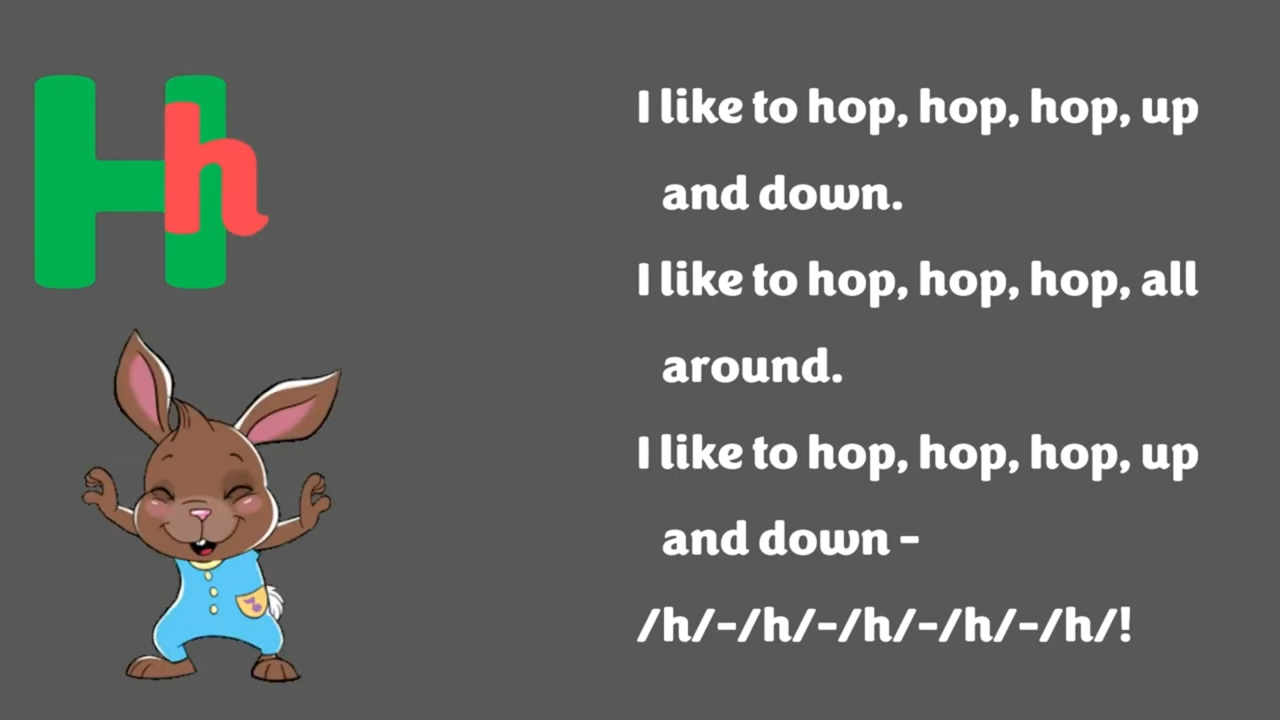 Hh
I like to hop, hop, hop, up
and down.
I like to hop, hop, hop, all
around.
I like to hop, hop, hop, up
and down -
/h/-/h/-/h/-/h/-/h/!